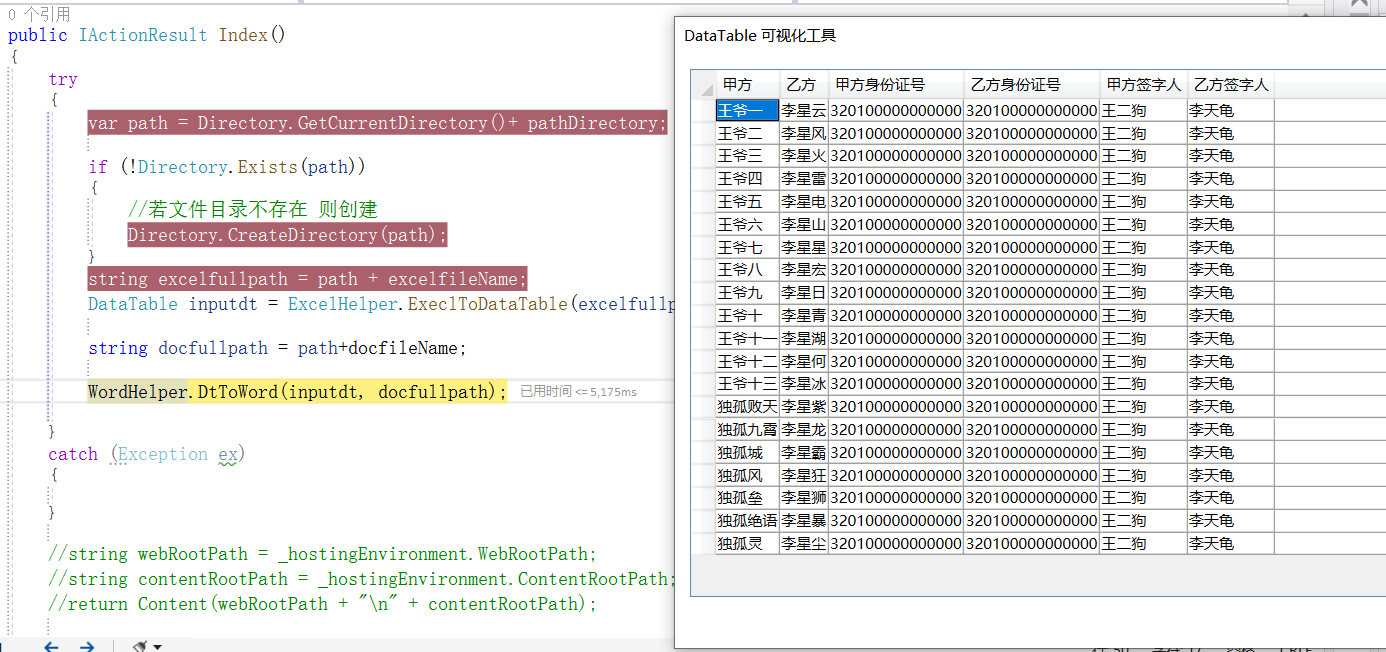 0 个引用
public IActionResult Index()
{
try
{
var path = Directory.GetCurrentDirectory()+ pathDirectory;
if (!Directory.Exists(path))
{
//若文件目录不存在 则创建
Directory.CreateDirectory(path);
}
string excelfullpath = path + excelfileName;
DataTable inputdt = ExcelHelper.ExeclToDataTable(excelfullp
string docfullpath = path+docfileName;
WordHelper.DtToWord(inputdt, docfullpath); 已用时间 <= 5,175ms
}
catch (Exception ex)
{
}
//string webRootPath = _hostingEnvironment.WebRootPath;
//string contentRootPath = _hostingEnvironment.ContentRootPath;
//return Content(webRootPath + "\n" + contentRootPath);
DataTable 可视化工具
甲方 乙方 甲方身份证号 乙方身份证号 甲方签字人 乙方签字人
王爷一 李星云 320100000000000 320100000000000 王二狗 李天龟
王爷二 李星风 320100000000000 320100000000000 王二狗 李天龟
王爷三 李星火 320100000000000 320100000000000 王二狗 李天龟
王爷四 李星雷 320100000000000 320100000000000 王二狗 李天龟
王爷五 李星电 320100000000000 320100000000000 王二狗 李天龟
王爷六 李星山 320100000000000 320100000000000 王二狗 李天龟
王爷七 李星星 320100000000000 320100000000000 王二狗 李天龟
王爷八 李星宏 320100000000000 320100000000000 王二狗 李天龟
王爷九 李星日 320100000000000 320100000000000 王二狗 李天龟
王爷十 李星青 320100000000000 320100000000000 王二狗 李天龟
王爷十一 李星湖 320100000000000 320100000000000 王二狗 李天龟
王爷十二 李星何 320100000000000 320100000000000 王二狗 李天龟
王爷十三 李星冰 320100000000000 320100000000000 王二狗 李天龟
独孤败天 李星紫 320100000000000 320100000000000 王二狗 李天龟
独孤九霄 李星龙 320100000000000 320100000000000 王二狗 李天龟
独孤城 李星霸 320100000000000 320100000000000 王二狗 李天龟
独孤风 李星狂 320100000000000 320100000000000 王二狗 李天龟
独孤垒 李星狮 320100000000000 320100000000000 王二狗 李天龟
独孤绝语 李星暴 320100000000000 320100000000000 王二狗 李天龟
独孤灵 李星尘 320100000000000 320100000000000 王二狗 李天龟